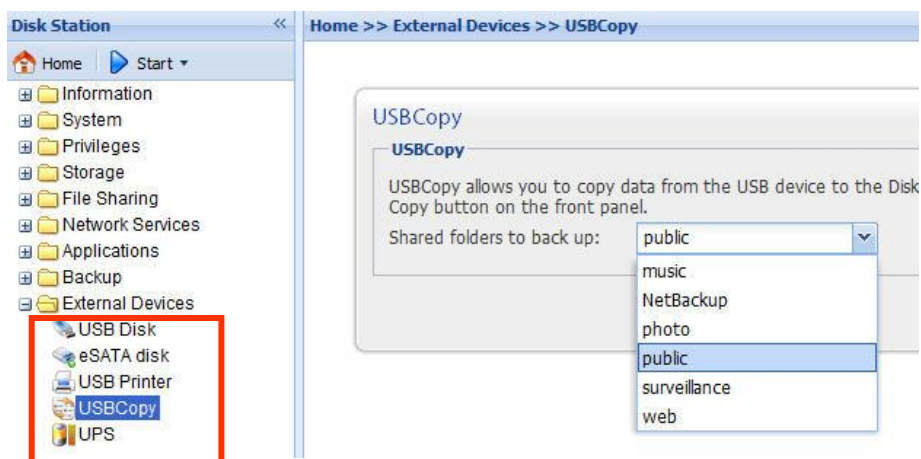 Disk Station
Home >> External Devices >> USBCopy
Home
Start
Information
System
Privileges
Storage
File Sharing
Network Services
Applications
Backup
External Devices
USB Disk
eSATA disk
USB Printer
USBCopy
UPS
USBCopy
USBCopy
USBCopy allows you to copy data from the USB device to the Disk
Copy button on the front panel.
Shared folders to back up: public
music
NetBackup
photo
public
surveillance
web